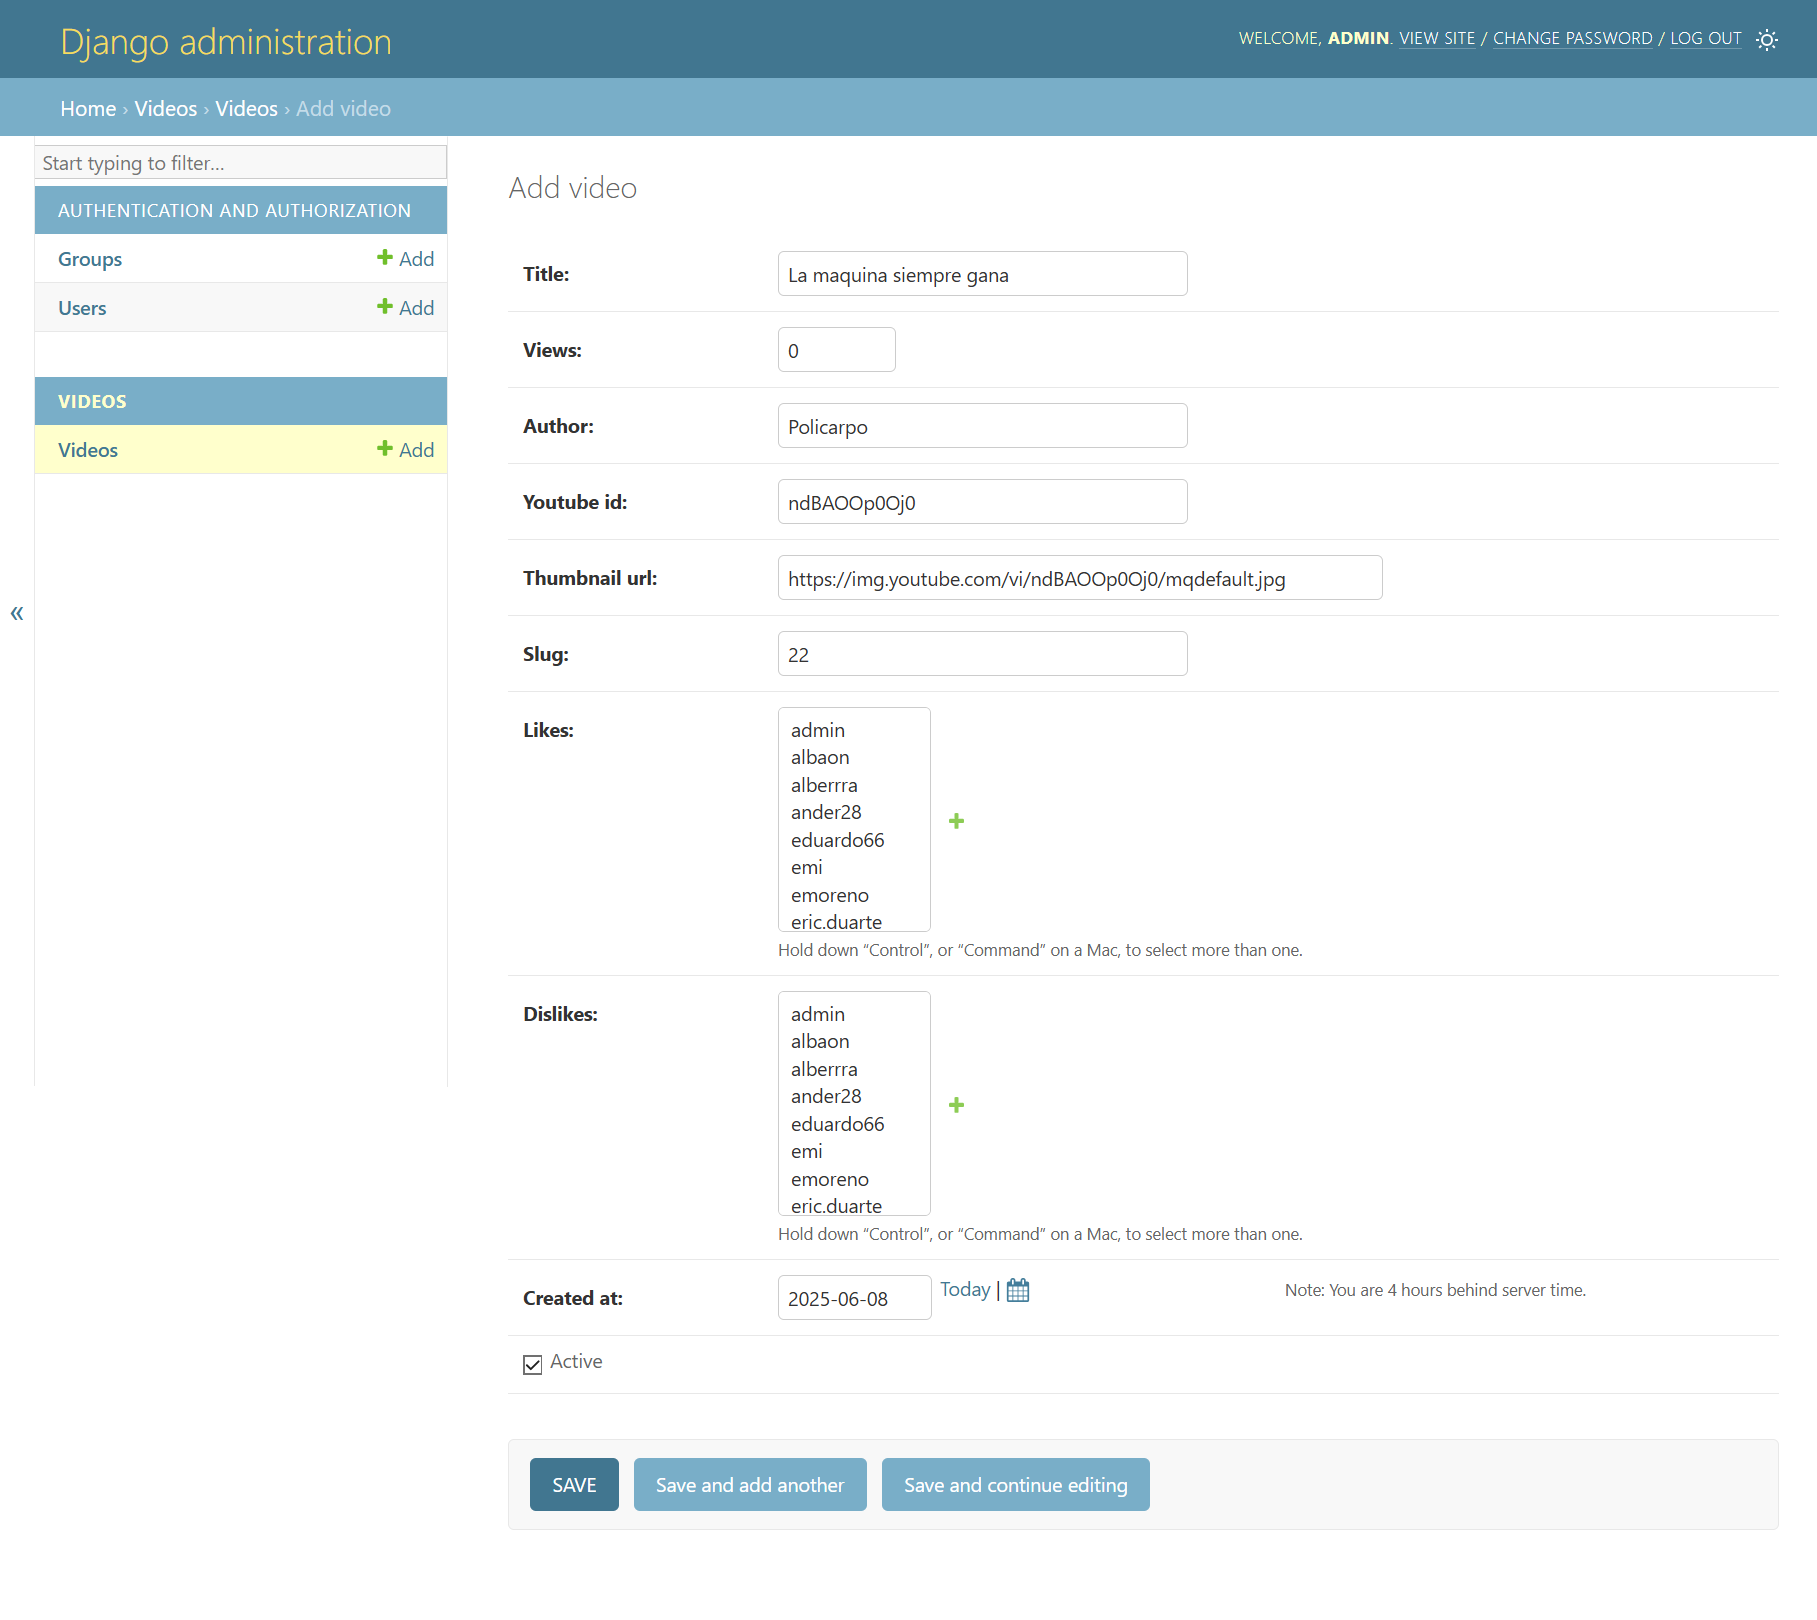 Django administration
WELCOME, ADMIN. VIEW SITE / CHANGE PASSWORD / LOG OUT
Home › Videos › Videos › Add video
Start typing to filter...
AUTHENTICATION AND AUTHORIZATION
Groups Add
Users Add
VIDEOS
Videos Add
«
Add video
Title: La maquina siempre gana
Views: 0
Author: Policarpo
Youtube id: ndBAOOp0Oj0
Thumbnail url: https://img.youtube.com/vi/ndBAOOp0Oj0/mqdefault.jpg
Slug: 22
Likes:
admin
albaon
alberrra
ander28
eduardo66
emi
emoreno
eric.duarte
Hold down “Control”, or “Command” on a Mac, to select more than one.
Dislikes:
admin
albaon
alberrra
ander28
eduardo66
emi
emoreno
eric.duarte
Hold down “Control”, or “Command” on a Mac, to select more than one.
Created at: 2025-06-08 Today | Note: You are 4 hours behind server time.
Active
SAVE Save and add another Save and continue editing